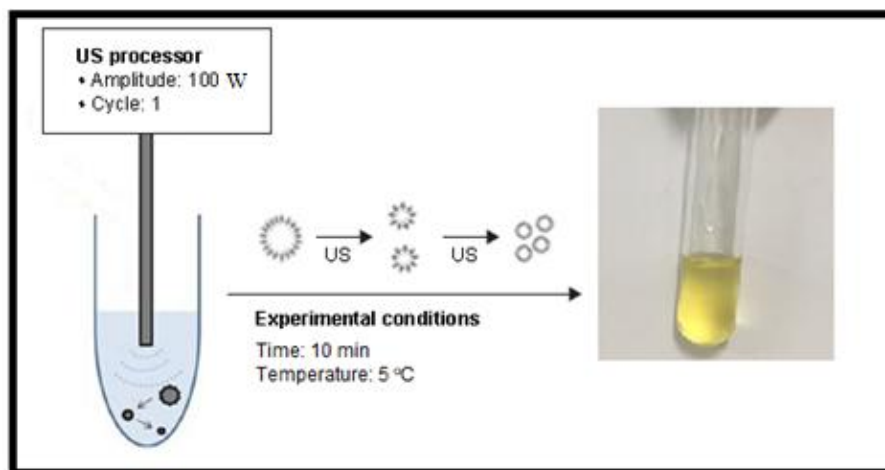 US processor
• Amplitude: 100 W
• Cycle: 1
US
US
Experimental conditions
Time: 10 min
Temperature: 5 °C